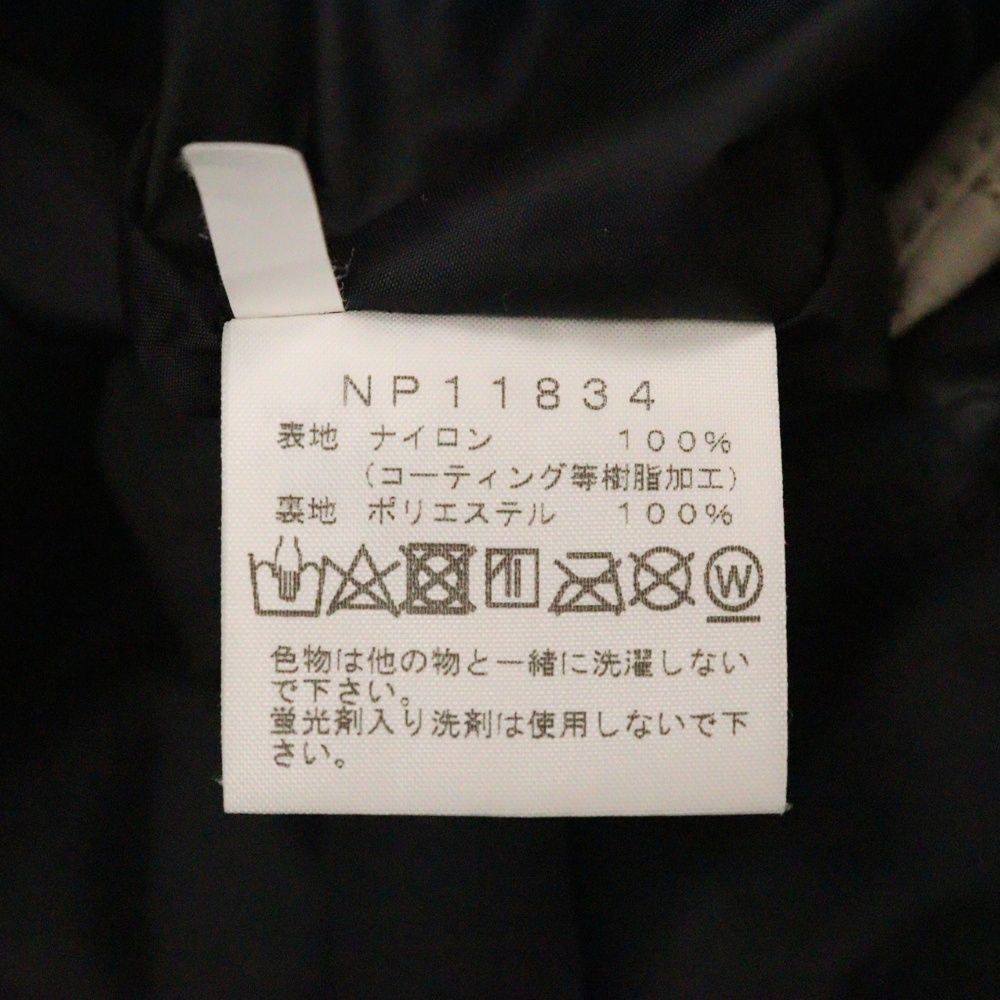 NP11834
表地 ナイロン 100%
(コーティング等樹脂加工)
裏地 ポリエステル 100%
W
色物は他の物と一緒に洗濯しない
で下さい。
蛍光剤入り洗剤は使用しないで下
さい。